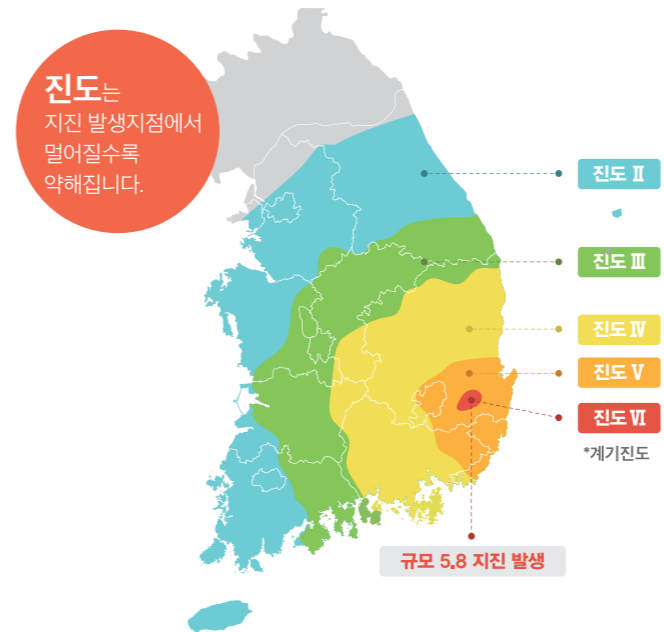 진도는
지진 발생지점에서
멀어질수록
약해집니다.
진도 Ⅱ
진도 Ⅲ
진도 Ⅳ
진도 Ⅴ
진도 Ⅵ
*계기진도
규모 5.8 지진 발생